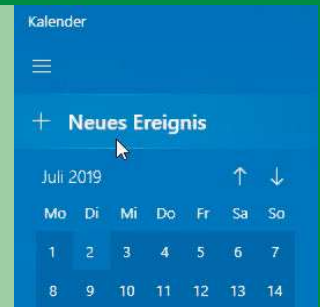 Kalender
Neues Ereignis
Juli 2019
Mo Di Mi Do Fr Sa So
1 2 3 4 5 6 7
8 9 10 11 12 13 14